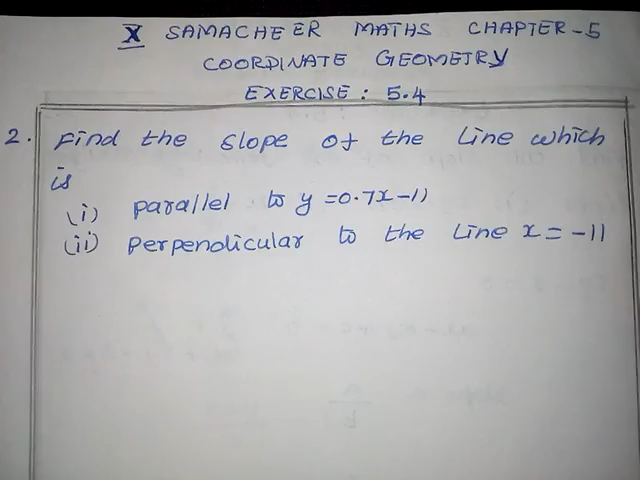 X SAMACHEER MATHS CHAPTER-5
COORDINATE GEOMETRY
EXERCISE : 5.4
2. Find the slope of the line which
is
(i) parallel to y = 0.7x-11
(ii) perpendicular to the line x = -11